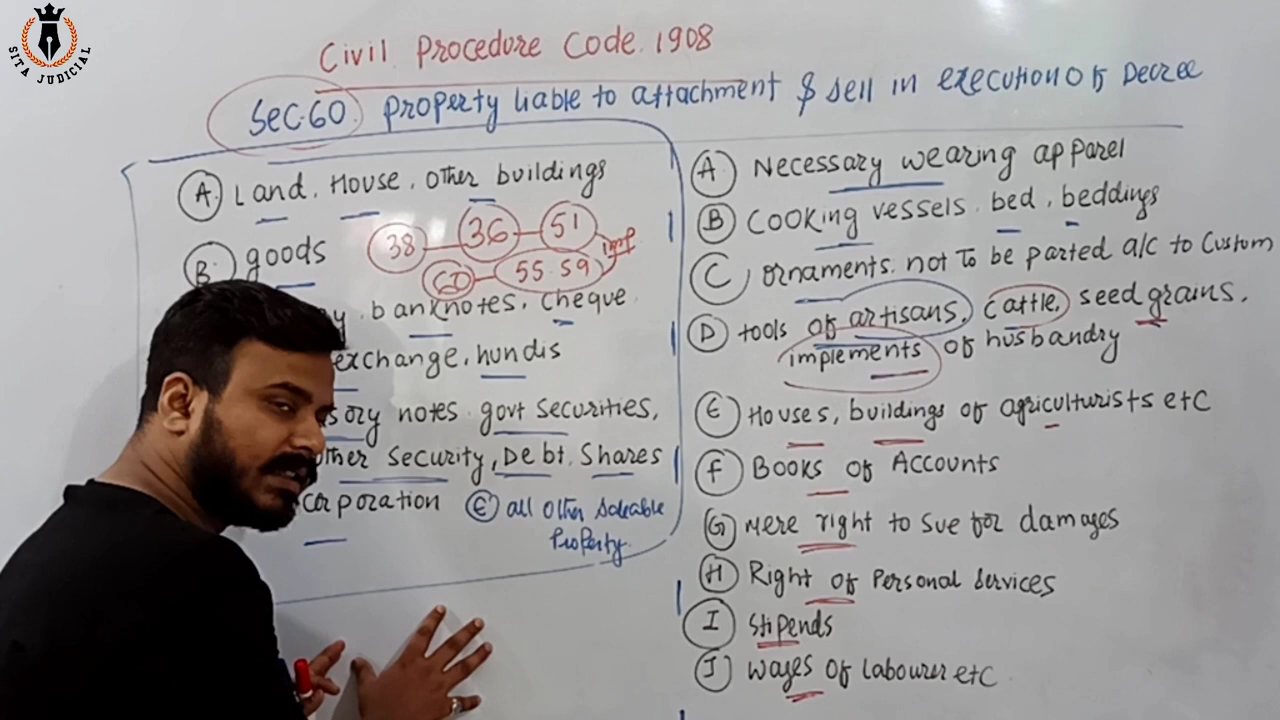 SITA JUDICIAL
Civil Procedure Code. 1908
Sec.60. property liable to attachment & sell in execution of Decree
A. Land, House, other buildings
B. goods
38 36 51 imp
60 55.59
banknotes, cheque
exchange, hundis
notes govt securities,
other security, Debt, Shares
corporation E all other saleable
Property.
A Necessary wearing apparel
B Cooking vessels, bed, beddings
C ornaments. not To be parted a/c to Custom
D tools of artisans, cattle, seed grains,
implements of husbandry
E Houses, buildings of agriculturists etc
F Books of Accounts
G Mere right to sue for damages
H Right of Personal Services
I Stipends
J wages of labourer etc